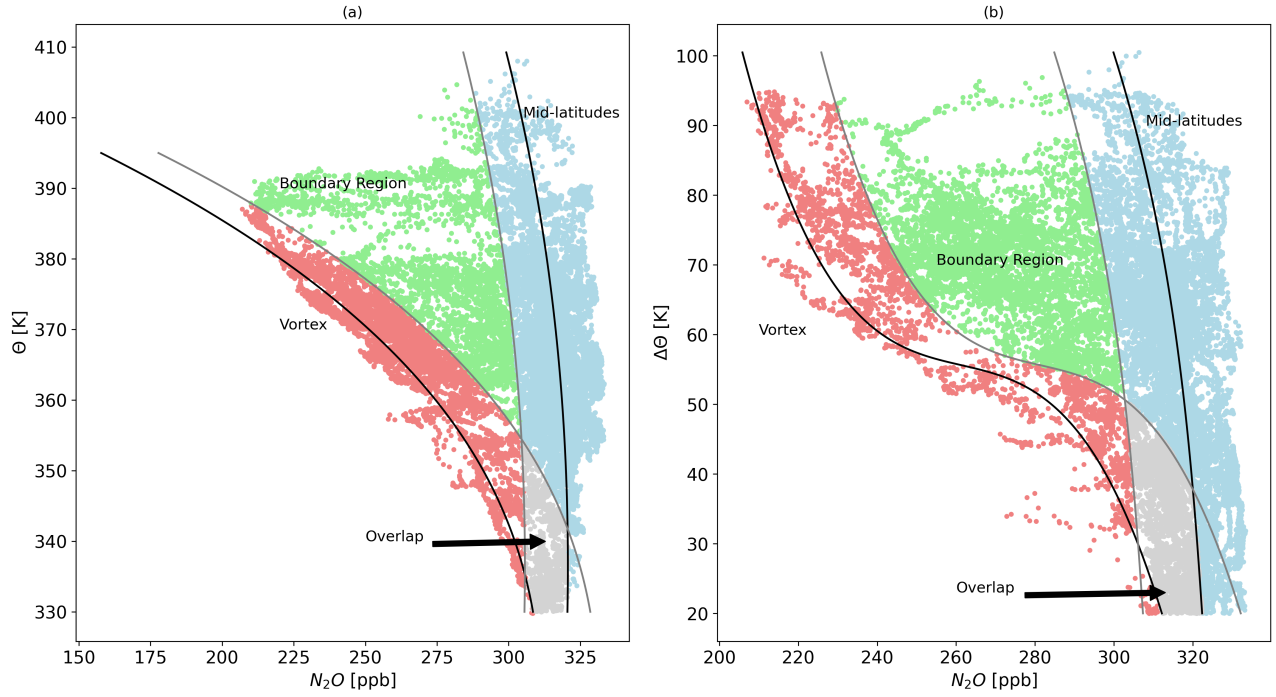 (a)
410
400
390
380
370
360
350
340
330
Θ [K]
Mid-latitudes
Boundary Region
Vortex
Overlap
150 175 200 225 250 275 300 325
N₂O [ppb]
(b)
100
90
80
70
60
50
40
30
20
ΔΘ [K]
Mid-latitudes
Boundary Region
Vortex
Overlap
200 220 240 260 280 300 320
N₂O [ppb]